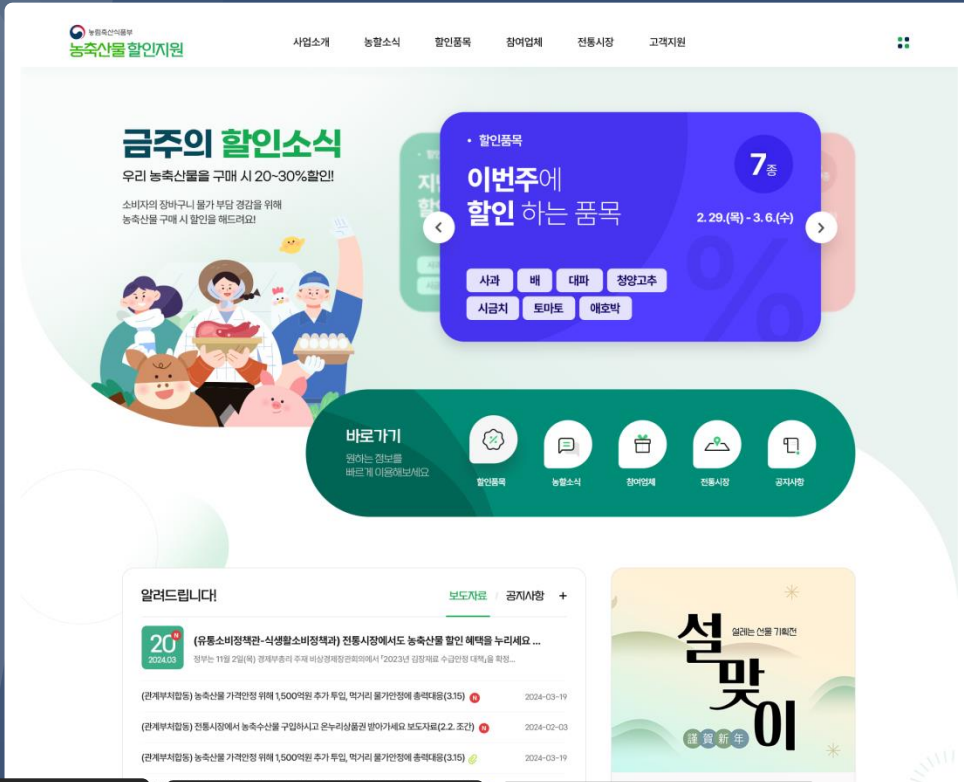 농림축산식품부
농축산물 할인지원
사업소개
농할소식
할인품목
참여업체
전통시장
고객지원
금주의 할인소식
우리 농축산물을 구매 시 20~30%할인!!
소비자의 장바구니 물가 부담 경감을 위해
농축산물 구매 시 할인을 해드려요!
• 할인품목
이번주에
할인 하는 품목
7종
2. 29.(목) - 3. 6.(수)
사과
배
대파
청양고추
시금치
토마토
애호박
%
바로가기
원하는 정보를
빠르게 이용해보세요
할인품목
농할소식
참여업체
전통시장
공지사항
알려드립니다!
보도자료 / 공지사항 +
20 N
2024.03
(유통소비정책관-식생활소비정책과) 전통시장에서도 농축산물 할인 혜택을 누리세요 ...
정부는 11월 2일(목) 경제부총리 주재 비상경제장관회의에서 「2023년 김장재료 수급안정 대책」을 확정...
(관계부처합동) 농축산물 가격안정 위해 1,500억원 추가 투입, 먹거리 물가안정에 총력대응(3.15) N 2024-03-19
(관계부처합동) 전통시장에서 농축수산물 구입하시고 온누리상품권 받아가세요 보도자료(2.2. 조간) N 2024-02-03
(관계부처합동) 농축산물 가격안정 위해 1,500억원 추가 투입, 먹거리 물가안정에 총력대응(3.15) 2024-03-19
설맞이
설레는 선물 기획전
謹賀新年